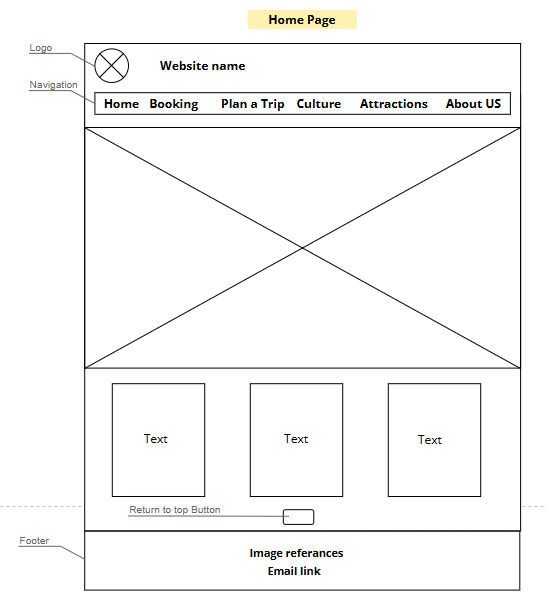 Home Page
Logo
Website name
Navigation
Home Booking Plan a Trip Culture Attractions About US
Text Text Text
Return to top Button
Footer
Image referances
Email link